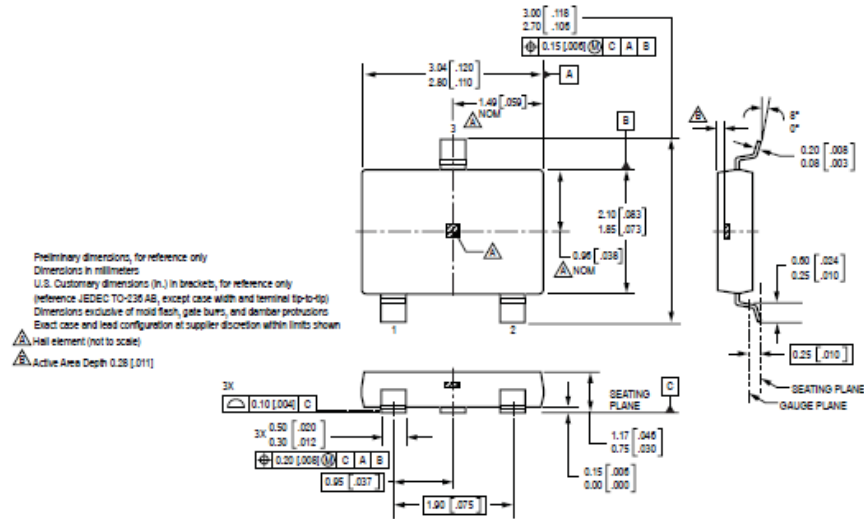 3.00 [ .118
2.70 [ .106
⌖ 0.15 [.006] Ⓜ C A B
3.04 [ .120
2.80 [ .110
A
1.49 [.059]
A NOM
3
B
B
8°
0°
0.20 [ .008
0.08 [ .003
2.10 [ .083
1.85 [ .073
A
0.96 [.038]
A NOM
0.60 [ .024
0.25 [ .010
1
2
0.25 [.010]
SEATING PLANE
GAUGE PLANE
Preliminary dimensions, for reference only
Dimensions in millimeters
U.S. Customary dimensions (in.) in brackets, for reference only
(reference JEDEC TO-236 AB, except case width and terminal tip-to-tip)
Dimensions exclusive of mold flash, gate burrs, and dambar protrusions
Exact case and lead configuration at supplier discretion within limits shown
A Hall element (not to scale)
B Active Area Depth 0.28 [.011]
3X
⌓ 0.10 [.004] C
SEATING
PLANE
C
3X 0.50 [ .020
0.30 [ .012
⌖ 0.20 [.008] Ⓜ C A B
1.17 [ .046
0.75 [ .030
0.95 [.037]
0.15 [ .006
0.00 [ .000
1.90 [.075]